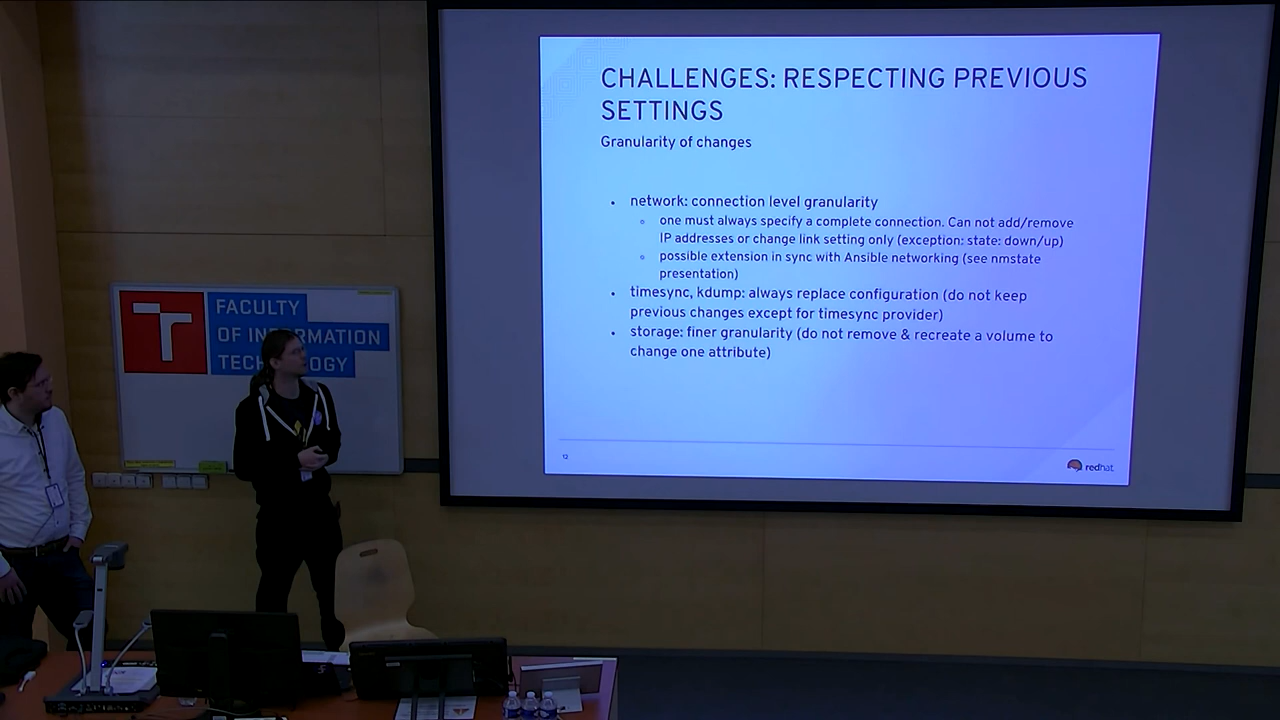 CHALLENGES: RESPECTING PREVIOUS
SETTINGS
Granularity of changes
network: connection level granularity
one must always specify a complete connection. Can not add/remove
IP addresses or change link setting only (exception: state: down/up)
possible extension in sync with Ansible networking (see nmstate
presentation)
timesync, kdump: always replace configuration (do not keep
previous changes except for timesync provider)
storage: finer granularity (do not remove & recreate a volume to
change one attribute)
12
redhat
FACULTY
OF INFORMATION
TECHNOLOGY